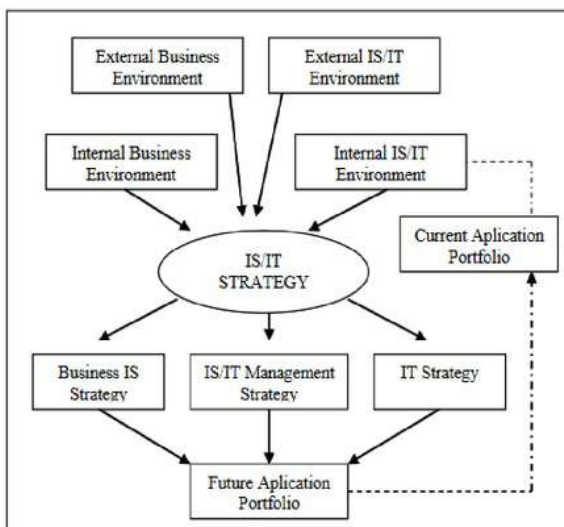 External Business
Environment
External IS/IT
Environment
Internal Business
Environment
Internal IS/IT
Environment
Current Aplication
Portfolio
IS/IT
STRATEGY
Business IS
Strategy
IS/IT Management
Strategy
IT Strategy
Future Aplication
Portfolio